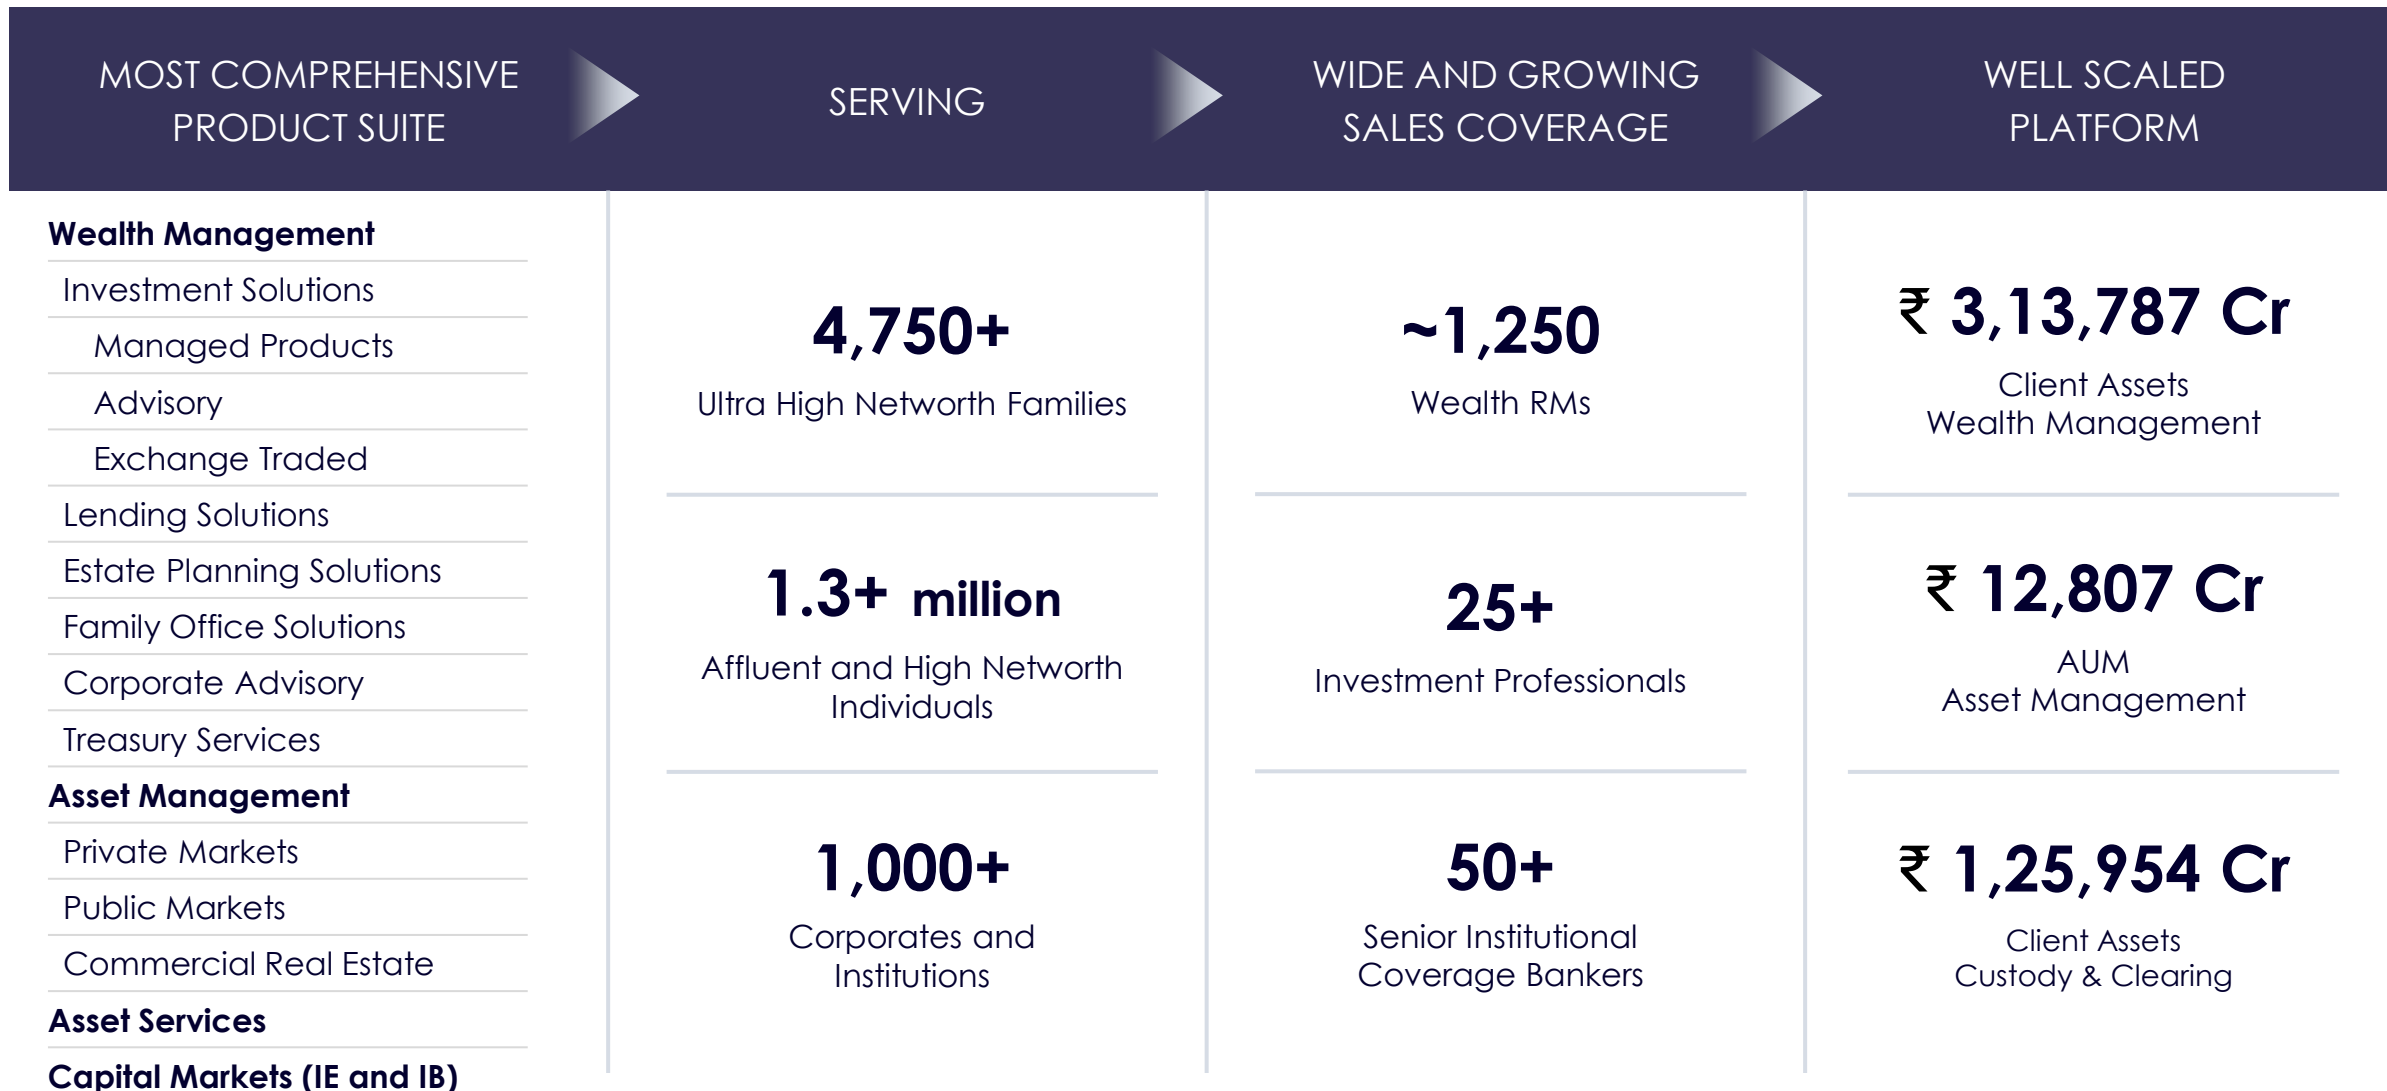 MOST COMPREHENSIVE
PRODUCT SUITE
SERVING
WIDE AND GROWING
SALES COVERAGE
WELL SCALED
PLATFORM
Wealth Management
Investment Solutions
Managed Products
Advisory
Exchange Traded
Lending Solutions
Estate Planning Solutions
Family Office Solutions
Corporate Advisory
Treasury Services
Asset Management
Private Markets
Public Markets
Commercial Real Estate
Asset Services
Capital Markets (IE and IB)
4,750+
Ultra High Networth Families
1.3+ million
Affluent and High Networth
Individuals
1,000+
Corporates and
Institutions
~1,250
Wealth RMs
25+
Investment Professionals
50+
Senior Institutional
Coverage Bankers
₹ 3,13,787 Cr
Client Assets
Wealth Management
₹ 12,807 Cr
AUM
Asset Management
₹ 1,25,954 Cr
Client Assets
Custody & Clearing